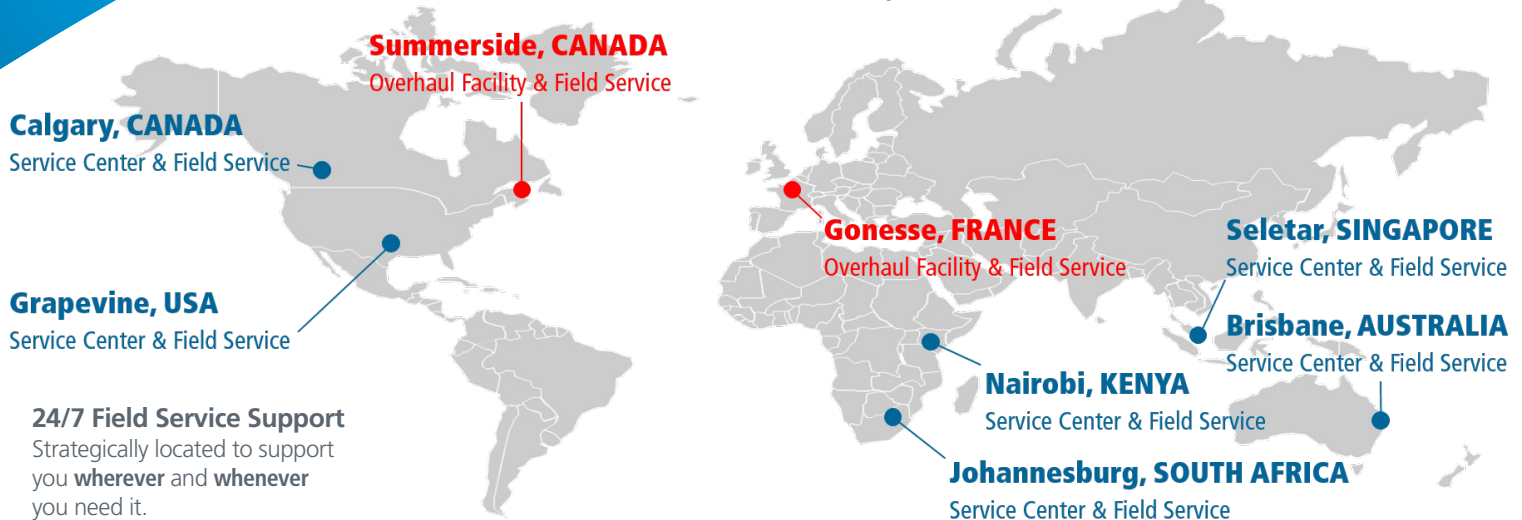 Summerside, CANADA
Overhaul Facility & Field Service
Calgary, CANADA
Service Center & Field Service
Gonesse, FRANCE
Overhaul Facility & Field Service
Seletar, SINGAPORE
Service Center & Field Service
Grapevine, USA
Service Center & Field Service
Brisbane, AUSTRALIA
Service Center & Field Service
Nairobi, KENYA
Service Center & Field Service
24/7 Field Service Support
Strategically located to support
you wherever and whenever
you need it.
Johannesburg, SOUTH AFRICA
Service Center & Field Service